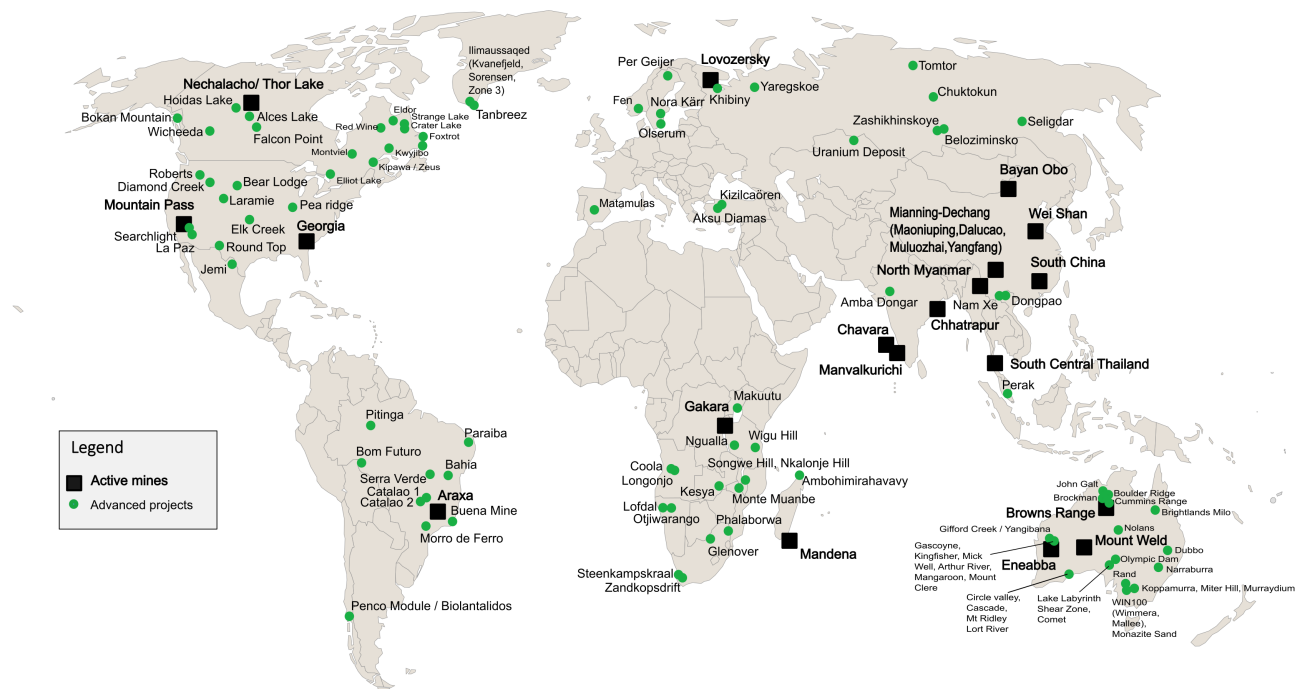 Ilimaussaqed
(Kvanefjeld,
Sorensen,
Zone 3)
Tanbreez
Nechalacho/ Thor Lake
Hoidas Lake
Bokan Mountain
Alces Lake
Wicheeda
Falcon Point
Eldor
Strange Lake
Red Wine
Crater Lake
Foxtrot
Montviel
Kwyjibo
Kipawa / Zeus
Elliot Lake
Roberts
Diamond Creek
Bear Lodge
Laramie
Mountain Pass
Pea ridge
Elk Creek
Georgia
Searchlight
La Paz
Round Top
Jemi
Pitinga
Paraiba
Bom Futuro
Bahia
Serra Verde
Catalao 1
Catalao 2
Araxa
Buena Mine
Morro de Ferro
Penco Module / Biolantalidos
Legend
Active mines
Advanced projects
Per Geijer
Lovozersky
Yaregskoe
Khibiny
Fen
Nora Kärr
Olserum
Tomtor
Chuktokun
Zashikhinskoye
Seligdar
Beloziminsko
Uranium Deposit
Matamulas
Kizilcaören
Aksu Diamas
Bayan Obo
Mianning-Dechang
(Maoniuping,Dalucao,
Muluozhai,Yangfang)
Wei Shan
North Myanmar
South China
Amba Dongar
Nam Xe
Dongpao
Chhatrapur
Chavara
Manvalkurichi
South Central Thailand
Perak
Makuutu
Gakara
Ngualla
Wigu Hill
Coola
Longonjo
Songwe Hill, Nkalonje Hill
Ambohimirahavavy
Kesya
Monte Muanbe
Lofdal
Otjiwarango
Phalaborwa
Glenover
Mandena
Steenkampskraal
Zandkopsdrift
John Galt
Boulder Ridge
Brockman
Cummins Range
Browns Range
Brightlands Milo
Gifford Creek / Yangibana
Nolans
Gascoyne,
Kingfisher, Mick
Well, Arthur River,
Mangaroon, Mount
Clere
Mount Weld
Eneabba
Dubbo
Olympic Dam
Narraburra
Rand
Koppamurra, Miter Hill, Murraydium
Circle valley,
Cascade,
Mt Ridley
Lort River
Lake Labyrinth
Shear Zone,
Comet
WIN100
(Wimmera,
Mallee),
Monazite Sand